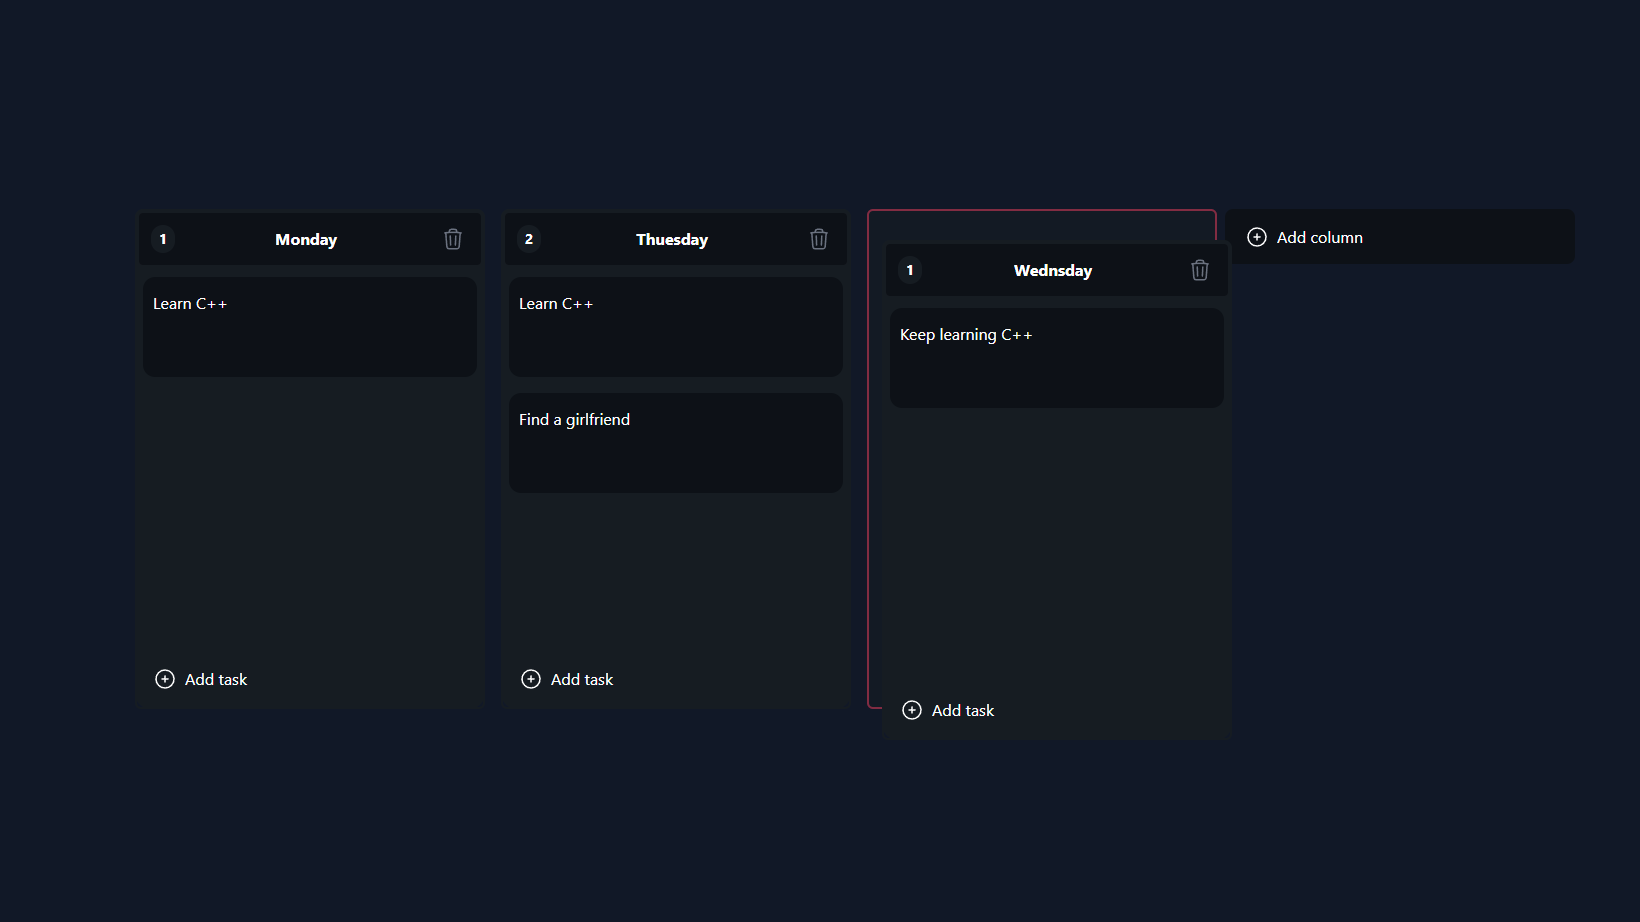 1 Monday
Learn C++
Add task
2 Thuesday
Learn C++
Find a girlfriend
Add task
1 Wednsday
Keep learning C++
Add task
Add column